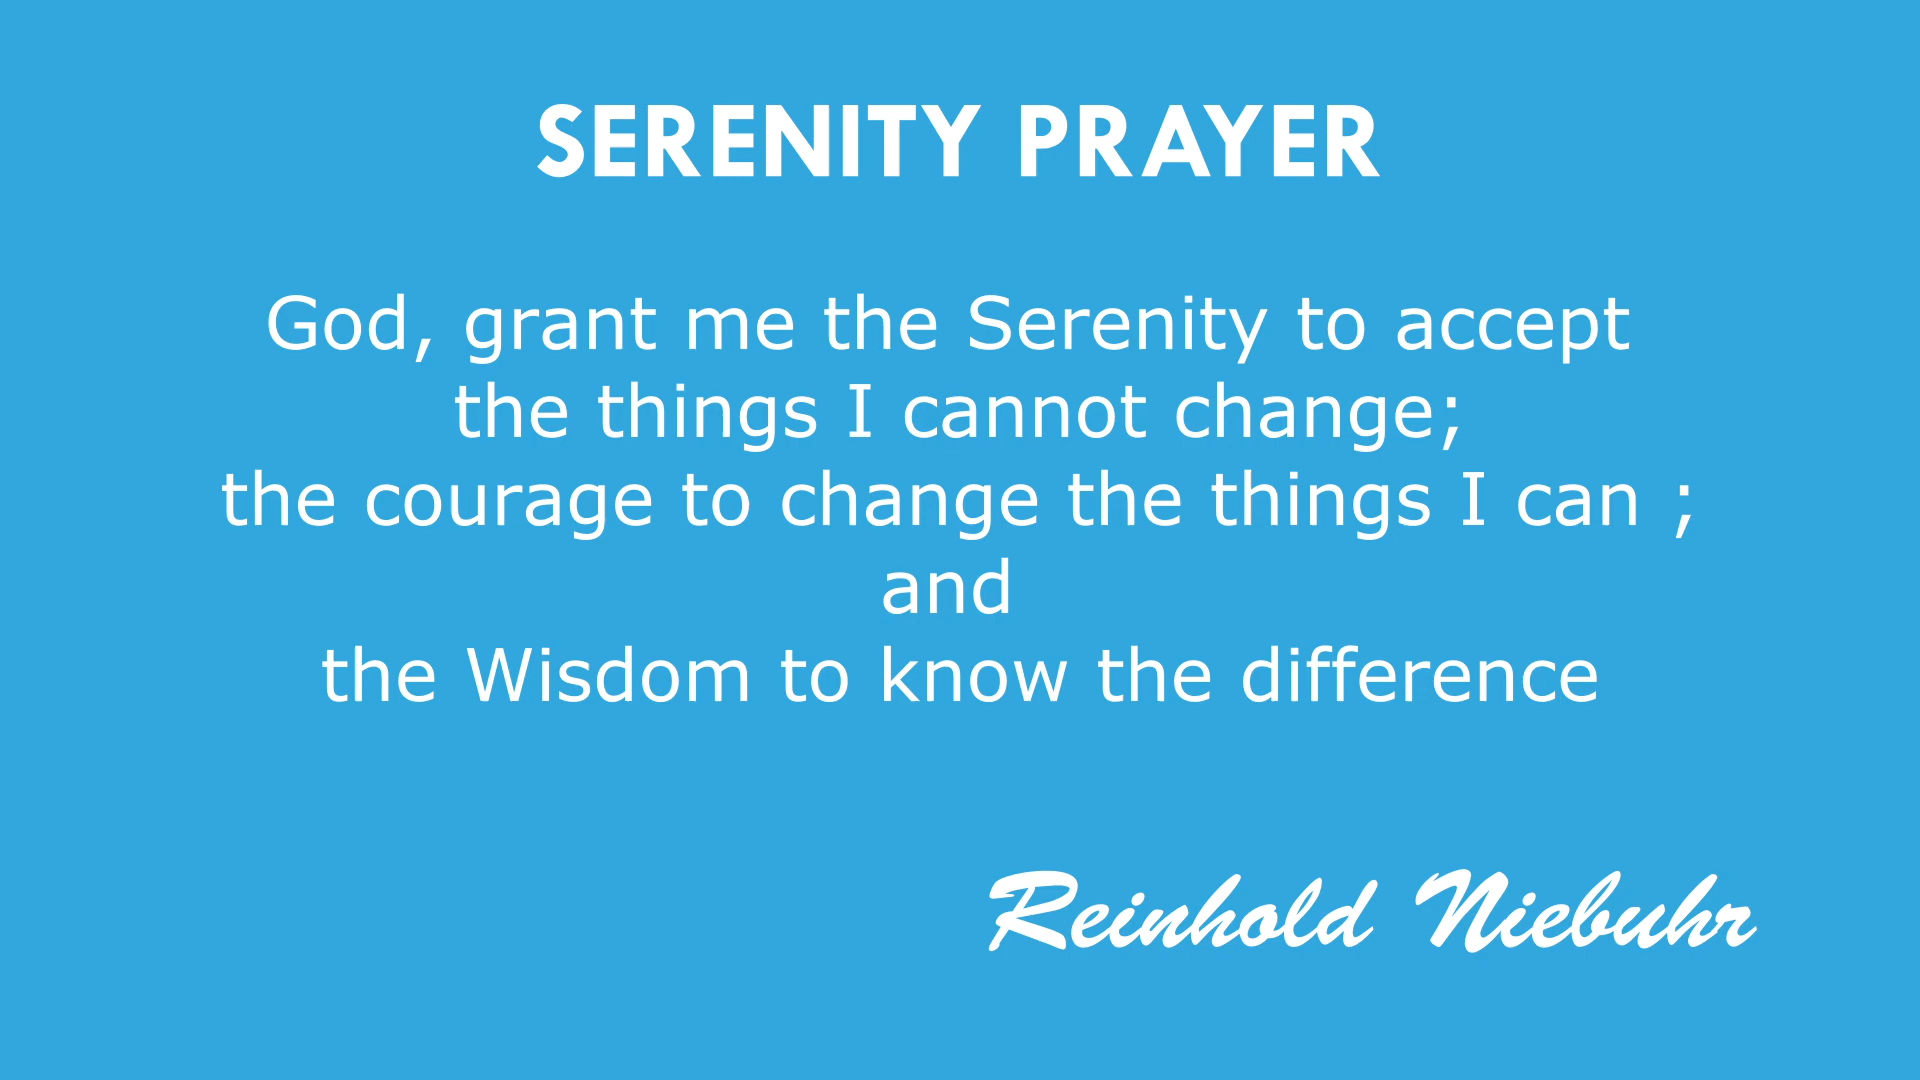 SERENITY PRAYER
God, grant me the Serenity to accept
the things I cannot change;
the courage to change the things I can ;
and
the Wisdom to know the difference
Reinhold Niebuhr